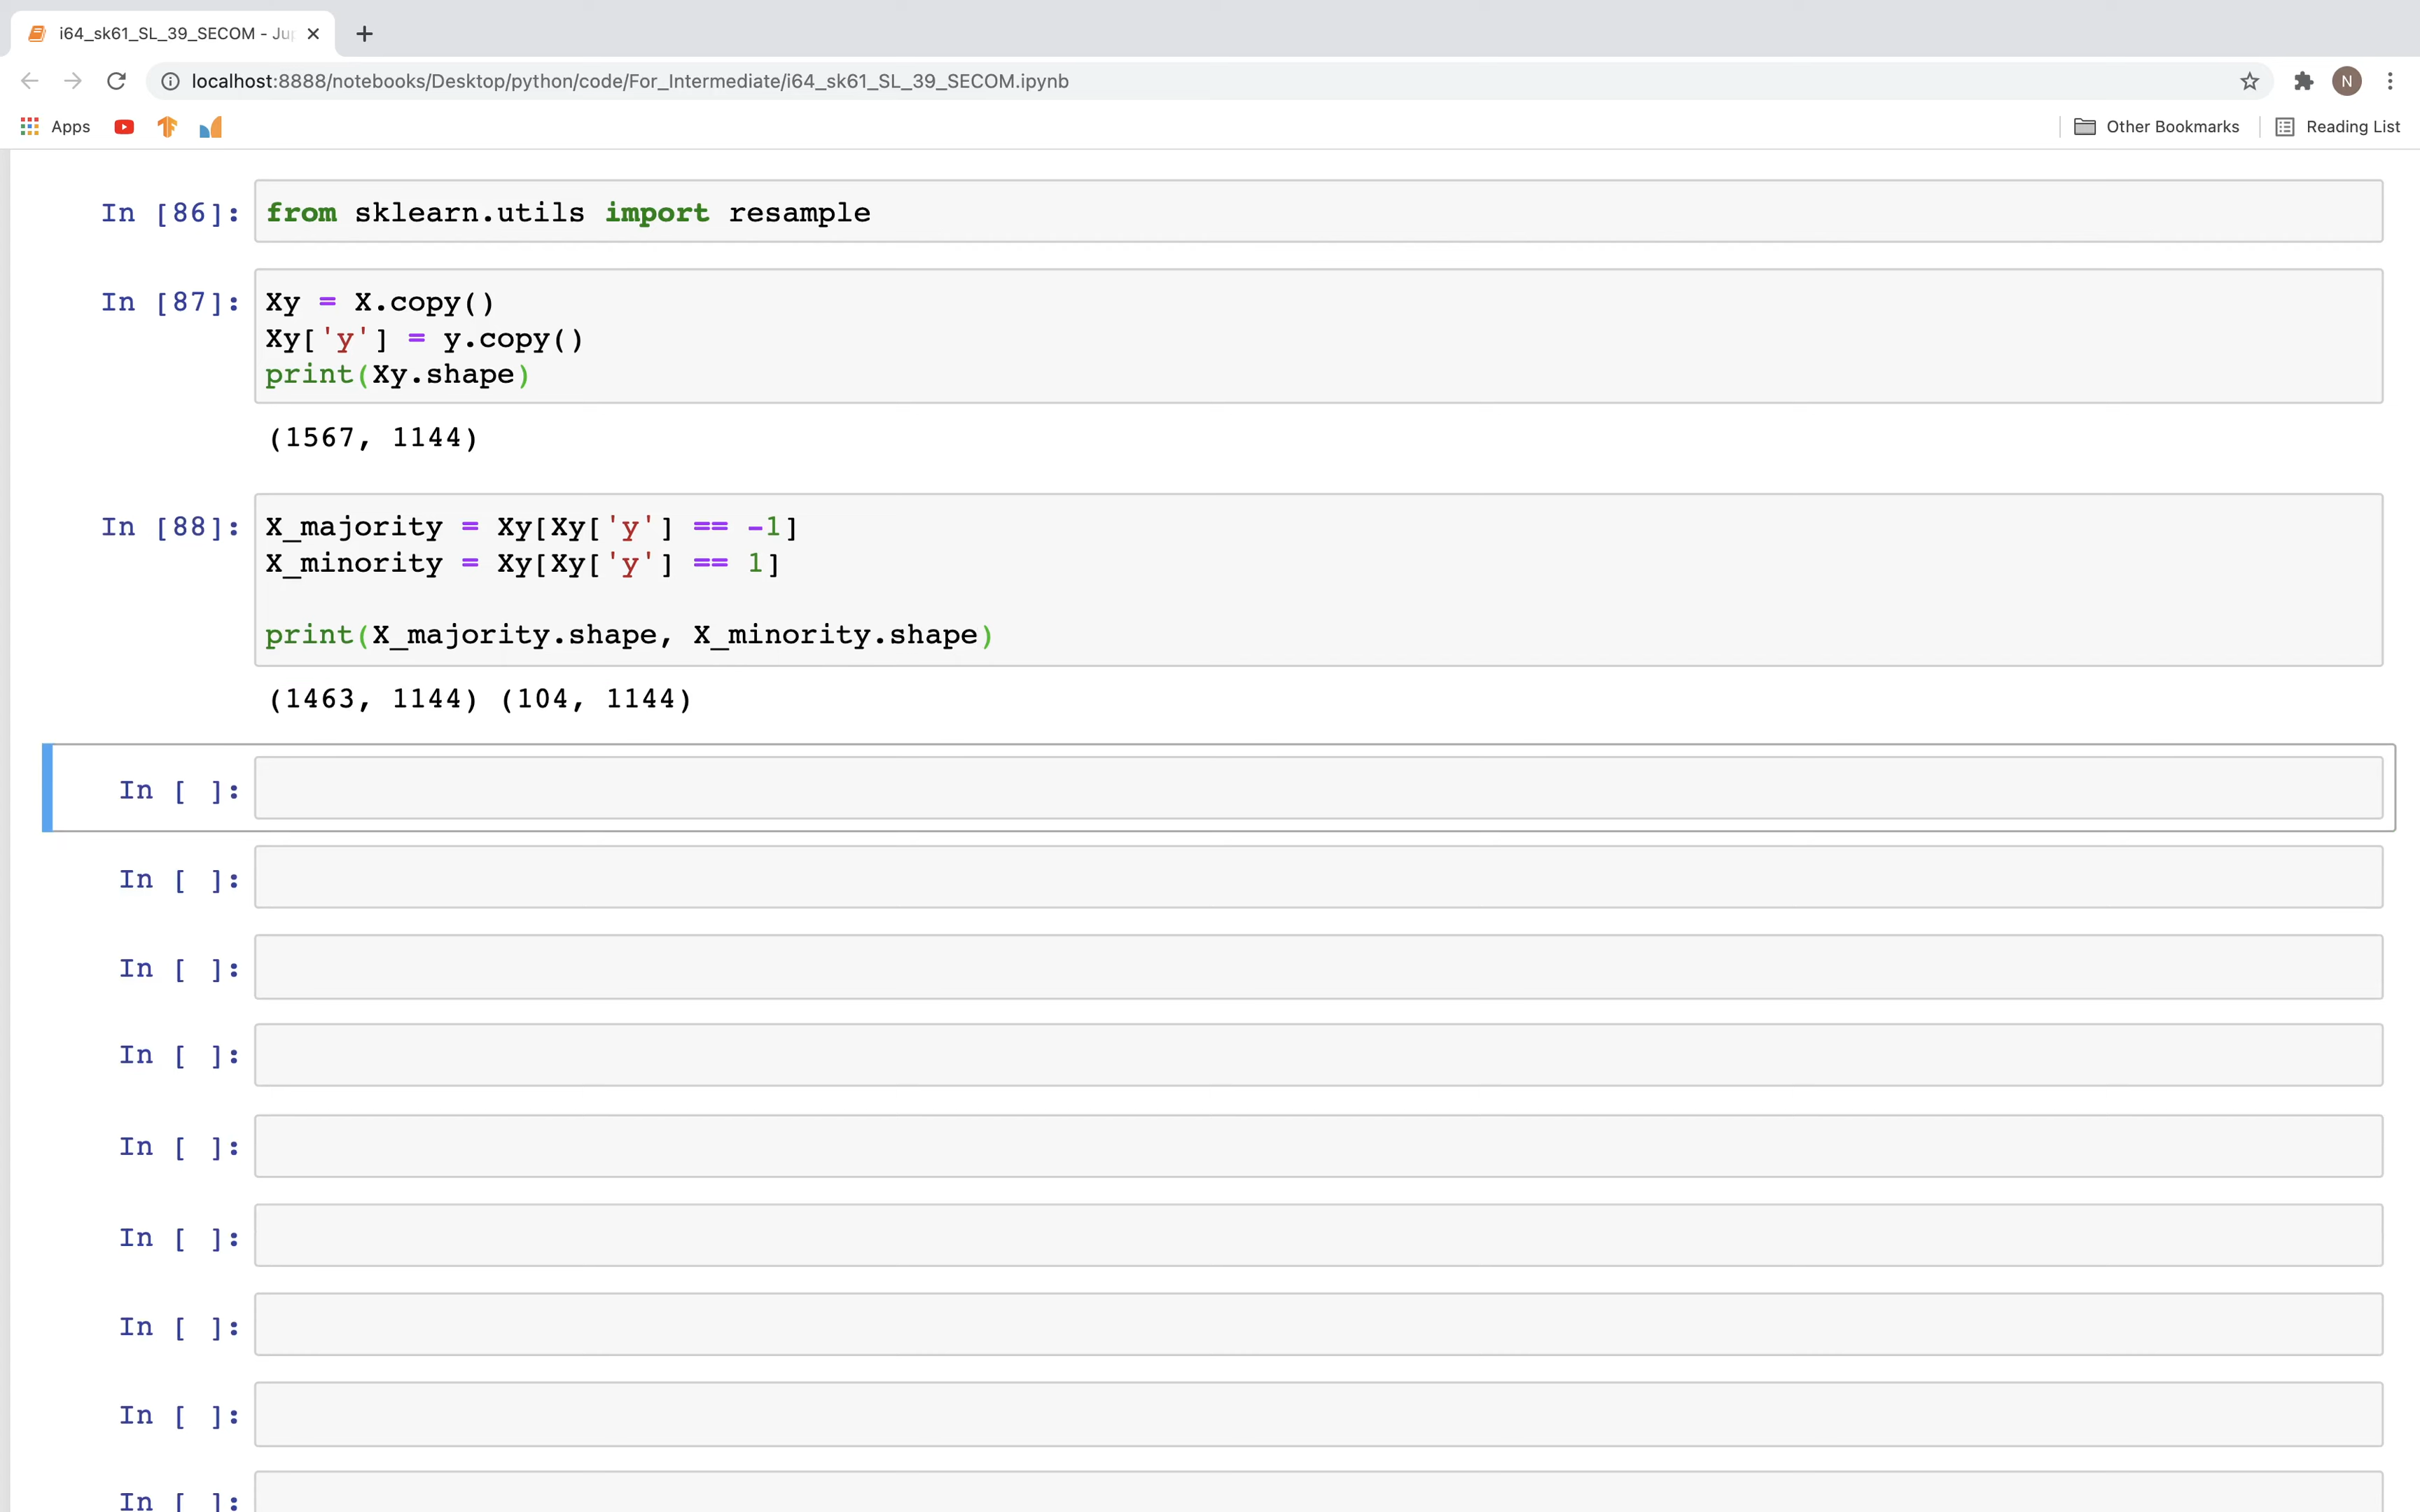 i64_sk61_SL_39_SECOM - Ju
localhost:8888/notebooks/Desktop/python/code/For_Intermediate/i64_sk61_SL_39_SECOM.ipynb
N
Apps
Other Bookmarks
Reading List
In [86]:
from sklearn.utils import resample
In [87]:
Xy = X.copy()
Xy['y'] = y.copy()
print(Xy.shape)
(1567, 1144)
In [88]:
X_majority = Xy[Xy['y'] == -1]
X_minority = Xy[Xy['y'] == 1]
print(X_majority.shape, X_minority.shape)
(1463, 1144) (104, 1144)
In [ ]:
In [ ]:
In [ ]:
In [ ]:
In [ ]:
In [ ]:
In [ ]:
In [ ]:
In [ ]: